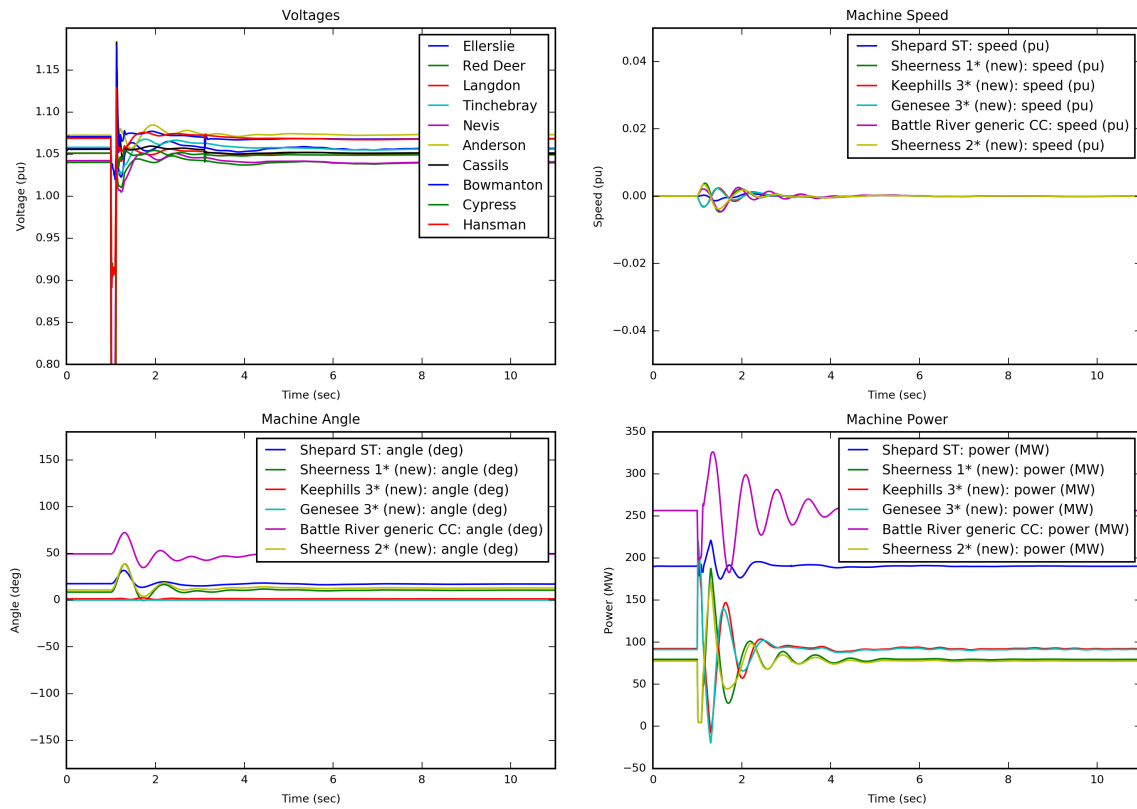 Voltages
Voltage (pu)
1.15
1.10
1.05
1.00
0.95
0.90
0.85
0.80
0
2
4
6
8
10
Time (sec)
Ellerslie
Red Deer
Langdon
Tinchebray
Nevis
Anderson
Cassils
Bowmanton
Cypress
Hansman
Machine Speed
Speed (pu)
0.04
0.02
0.00
−0.02
−0.04
0
2
4
6
8
10
Time (sec)
Shepard ST: speed (pu)
Sheerness 1* (new): speed (pu)
Keephills 3* (new): speed (pu)
Genesee 3* (new): speed (pu)
Battle River generic CC: speed (pu)
Sheerness 2* (new): speed (pu)
Machine Angle
Angle (deg)
150
100
50
0
−50
−100
−150
0
2
4
6
8
10
Time (sec)
Shepard ST: angle (deg)
Sheerness 1* (new): angle (deg)
Keephills 3* (new): angle (deg)
Genesee 3* (new): angle (deg)
Battle River generic CC: angle (deg)
Sheerness 2* (new): angle (deg)
Machine Power
Power (MW)
350
300
250
200
150
100
50
0
−50
0
2
4
6
8
10
Time (sec)
Shepard ST: power (MW)
Sheerness 1* (new): power (MW)
Keephills 3* (new): power (MW)
Genesee 3* (new): power (MW)
Battle River generic CC: power (MW)
Sheerness 2* (new): power (MW)